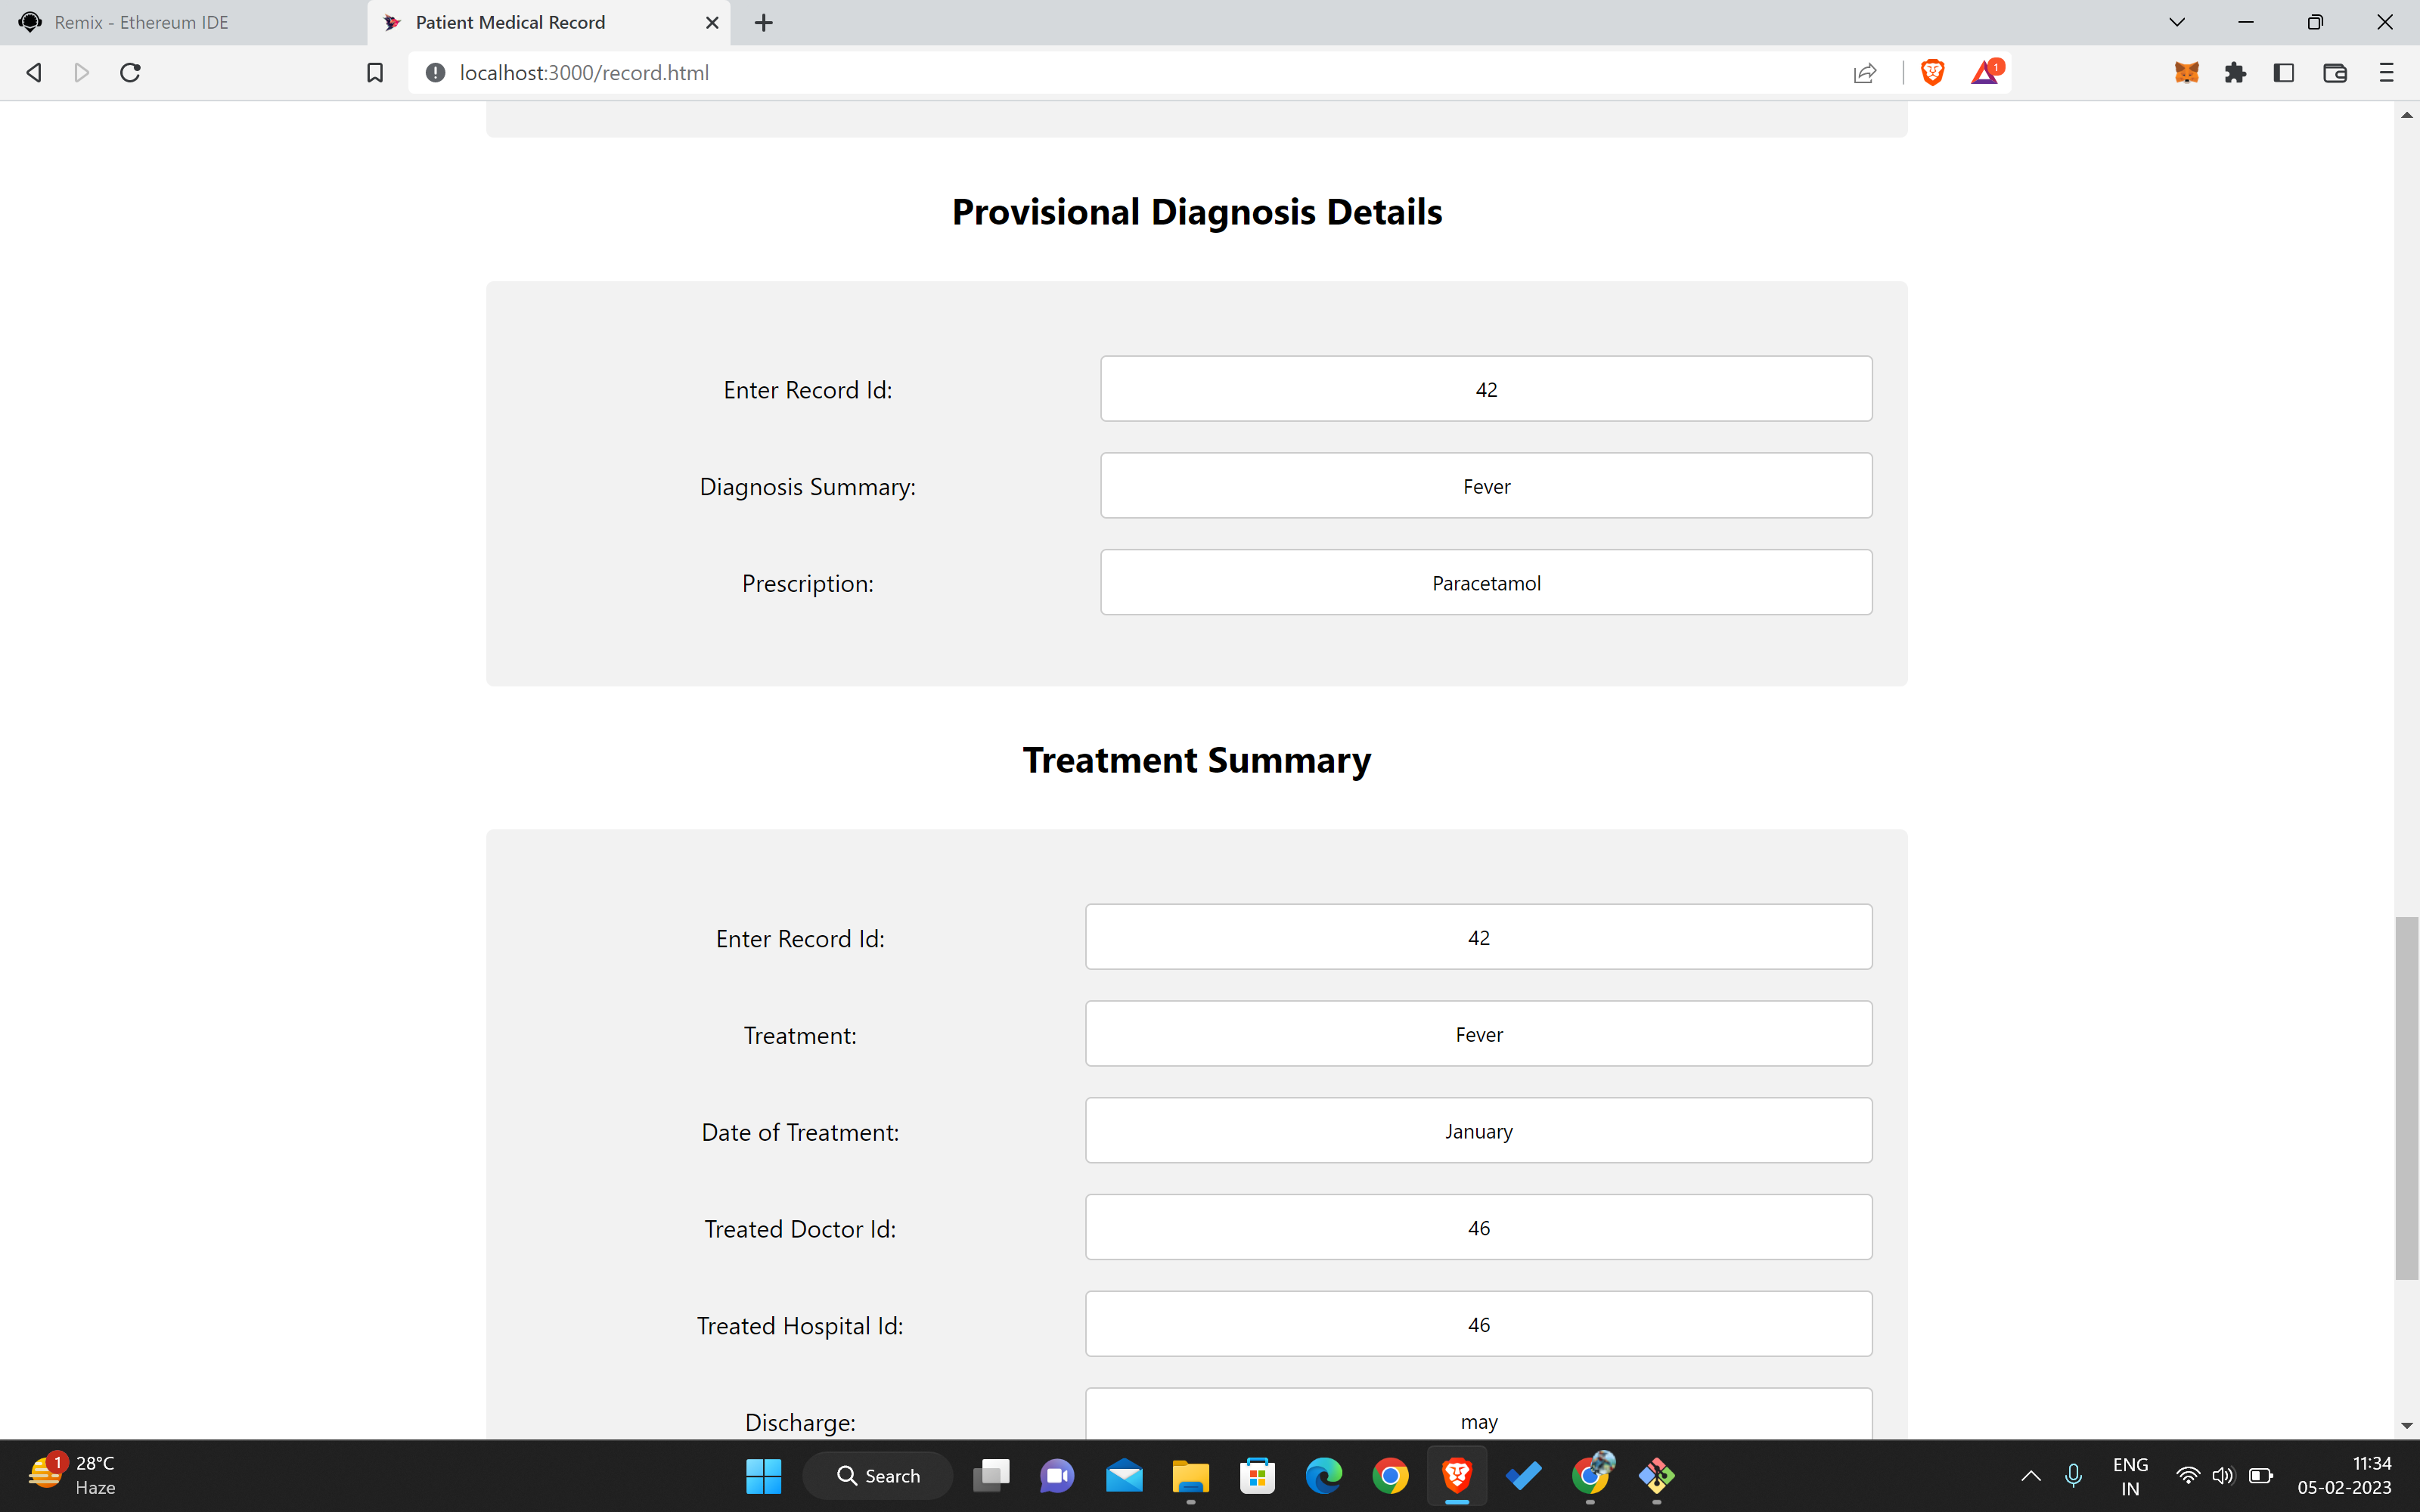 Remix - Ethereum IDE
Patient Medical Record
localhost:3000/record.html
1
Provisional Diagnosis Details
Enter Record Id:
42
Diagnosis Summary:
Fever
Prescription:
Paracetamol
Treatment Summary
Enter Record Id:
42
Treatment:
Fever
Date of Treatment:
January
Treated Doctor Id:
46
Treated Hospital Id:
46
Discharge:
may
1
28°C
Haze
Search
ENG
IN
11:34
05-02-2023